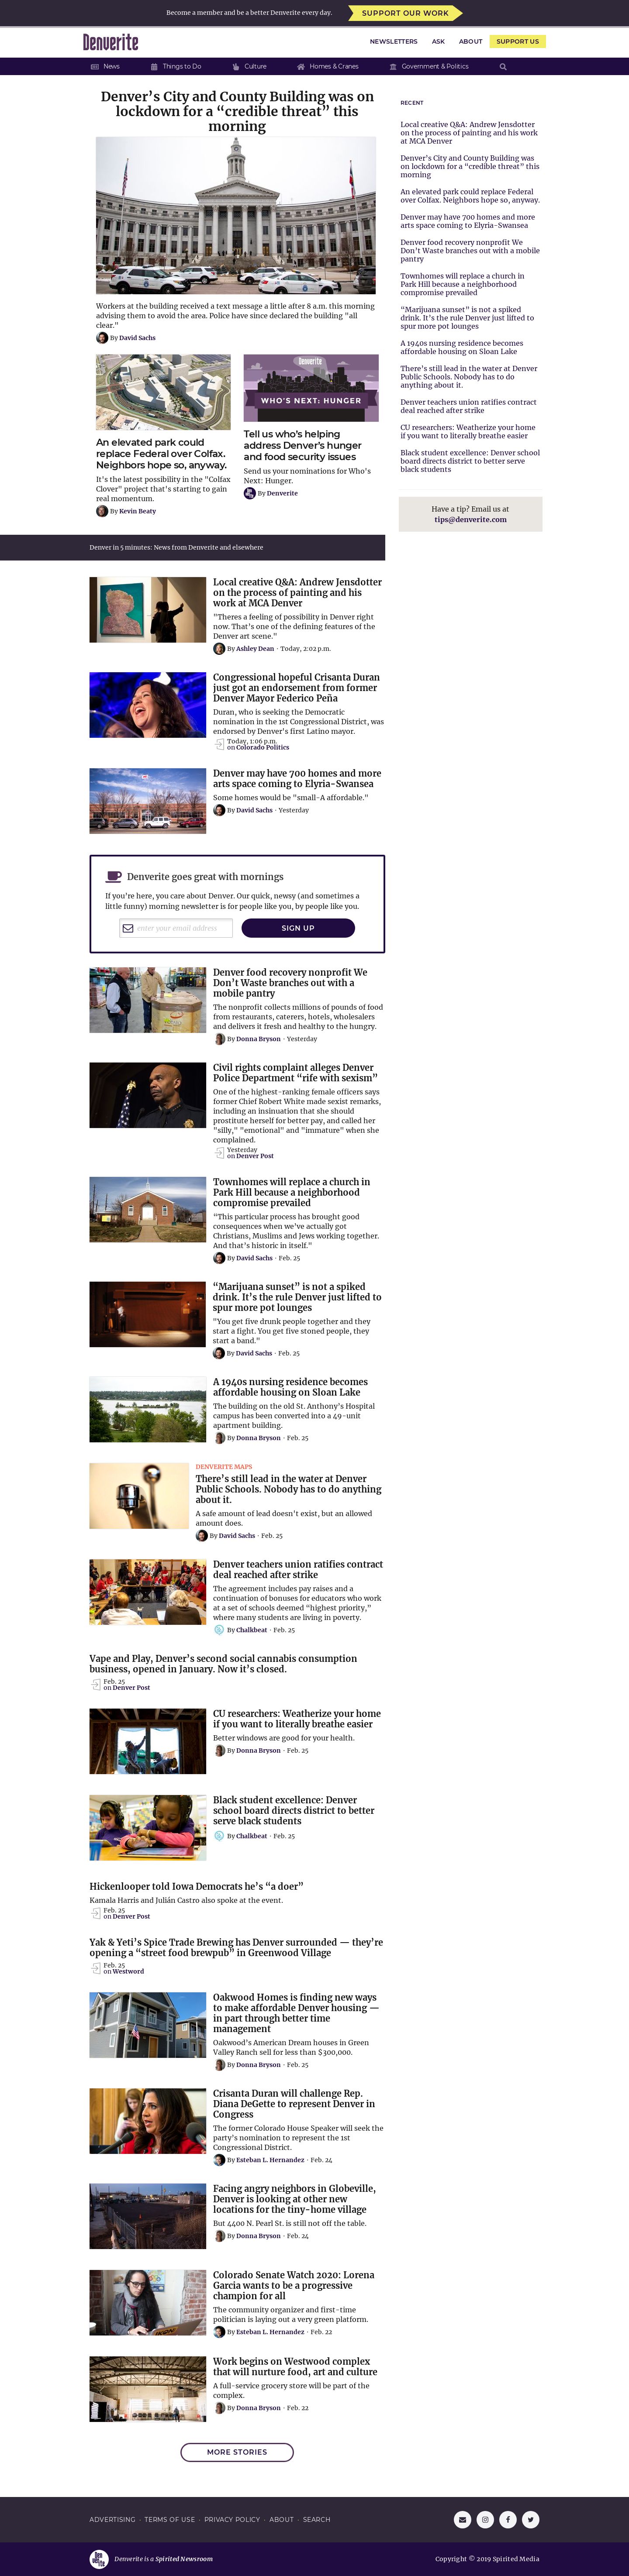 Become a member and be a better Denverite every day.
SUPPORT OUR WORK
Denverite
NEWSLETTERS
ASK
ABOUT
SUPPORT US
News
Things to Do
Culture
Homes & Cranes
Government & Politics
Denver's City and County Building was on
lockdown for a “credible threat” this
morning
Workers at the building received a text message a little after 8 a.m. this morning
advising them to avoid the area. Police have since declared the building "all
clear."
By David Sachs
An elevated park could
replace Federal over Colfax.
Neighbors hope so, anyway.
It's the latest possibility in the "Colfax
Clover" project that's starting to gain
real momentum.
By Kevin Beaty
Denverite
WHO'S NEXT: HUNGER
Tell us who's helping
address Denver's hunger
and food security issues
Send us your nominations for Who's
Next: Hunger.
By Denverite
RECENT
Local creative Q&A: Andrew Jensdotter
on the process of painting and his work
at MCA Denver
Denver's City and County Building was
on lockdown for a “credible threat” this
morning
An elevated park could replace Federal
over Colfax. Neighbors hope so, anyway.
Denver may have 700 homes and more
arts space coming to Elyria-Swansea
Denver food recovery nonprofit We
Don't Waste branches out with a mobile
pantry
Townhomes will replace a church in
Park Hill because a neighborhood
compromise prevailed
“Marijuana sunset” is not a spiked
drink. It's the rule Denver just lifted to
spur more pot lounges
A 1940s nursing residence becomes
affordable housing on Sloan Lake
There's still lead in the water at Denver
Public Schools. Nobody has to do
anything about it.
Denver teachers union ratifies contract
deal reached after strike
CU researchers: Weatherize your home
if you want to literally breathe easier
Black student excellence: Denver school
board directs district to better serve
black students
Have a tip? Email us at
tips@denverite.com
Denver in 5 minutes: News from Denverite and elsewhere
Local creative Q&A: Andrew Jensdotter
on the process of painting and his
work at MCA Denver
"Theres a feeling of possibility in Denver right
now. That's one of the defining features of the
Denver art scene."
By Ashley Dean · Today, 2:02 p.m.
Congressional hopeful Crisanta Duran
just got an endorsement from former
Denver Mayor Federico Peña
Duran, who is seeking the Democratic
nomination in the 1st Congressional District, was
endorsed by Denver's first Latino mayor.
Today, 1:06 p.m.
on Colorado Politics
Denver may have 700 homes and more
arts space coming to Elyria-Swansea
Some homes would be "small-A affordable."
By David Sachs · Yesterday
Denverite goes great with mornings
If you're here, you care about Denver. Our quick, newsy (and sometimes a
little funny) morning newsletter is for people like you, by people like you.
enter your email address
SIGN UP
Denver food recovery nonprofit We
Don't Waste branches out with a
mobile pantry
The nonprofit collects millions of pounds of food
from restaurants, caterers, hotels, wholesalers
and delivers it fresh and healthy to the hungry.
By Donna Bryson · Yesterday
Civil rights complaint alleges Denver
Police Department “rife with sexism”
One of the highest-ranking female officers says
former Chief Robert White made sexist remarks,
including an insinuation that she should
prostitute herself for better pay, and called her
"silly," "emotional" and "immature" when she
complained.
Yesterday
on Denver Post
Townhomes will replace a church in
Park Hill because a neighborhood
compromise prevailed
“This particular process has brought good
consequences when we've actually got
Christians, Muslims and Jews working together.
And that's historic in itself."
By David Sachs · Feb. 25
“Marijuana sunset” is not a spiked
drink. It's the rule Denver just lifted to
spur more pot lounges
"You get five drunk people together and they
start a fight. You get five stoned people, they
start a band."
By David Sachs · Feb. 25
A 1940s nursing residence becomes
affordable housing on Sloan Lake
The building on the old St. Anthony's Hospital
campus has been converted into a 49-unit
apartment building.
By Donna Bryson · Feb. 25
DENVERITE MAPS
There's still lead in the water at Denver
Public Schools. Nobody has to do anything
about it.
A safe amount of lead doesn't exist, but an allowed
amount does.
By David Sachs · Feb. 25
Denver teachers union ratifies contract
deal reached after strike
The agreement includes pay raises and a
continuation of bonuses for educators who work
at a set of schools deemed “highest priority,”
where many students are living in poverty.
By Chalkbeat · Feb. 25
Vape and Play, Denver's second social cannabis consumption
business, opened in January. Now it's closed.
Feb. 25
on Denver Post
CU researchers: Weatherize your home
if you want to literally breathe easier
Better windows are good for your health.
By Donna Bryson · Feb. 25
Black student excellence: Denver
school board directs district to better
serve black students
By Chalkbeat · Feb. 25
Hickenlooper told Iowa Democrats he's “a doer”
Kamala Harris and Julián Castro also spoke at the event.
Feb. 25
on Denver Post
Yak & Yeti's Spice Trade Brewing has Denver surrounded — they're
opening a “street food brewpub” in Greenwood Village
Feb. 25
on Westword
Oakwood Homes is finding new ways
to make affordable Denver housing —
in part through better time
management
Oakwood's American Dream houses in Green
Valley Ranch sell for less than $300,000.
By Donna Bryson · Feb. 25
Crisanta Duran will challenge Rep.
Diana DeGette to represent Denver in
Congress
The former Colorado House Speaker will seek the
party's nomination to represent the 1st
Congressional District.
By Esteban L. Hernandez · Feb. 24
Facing angry neighbors in Globeville,
Denver is looking at other new
locations for the tiny-home village
But 4400 N. Pearl St. is still not off the table.
By Donna Bryson · Feb. 24
Colorado Senate Watch 2020: Lorena
Garcia wants to be a progressive
champion for all
The community organizer and first-time
politician is laying out a very green platform.
By Esteban L. Hernandez · Feb. 22
Work begins on Westwood complex
that will nurture food, art and culture
A full-service grocery store will be part of the
complex.
By Donna Bryson · Feb. 22
MORE STORIES
ADVERTISING · TERMS OF USE · PRIVACY POLICY · ABOUT · SEARCH
Denverite is a Spirited Newsroom
Copyright © 2019 Spirited Media